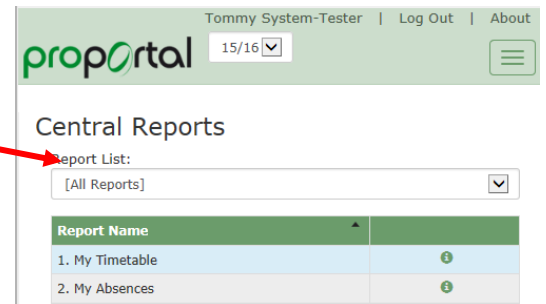 Tommy System-Tester | Log Out | About
proportal 15/16
Central Reports
Report List:
[All Reports]
Report Name
1. My Timetable
2. My Absences